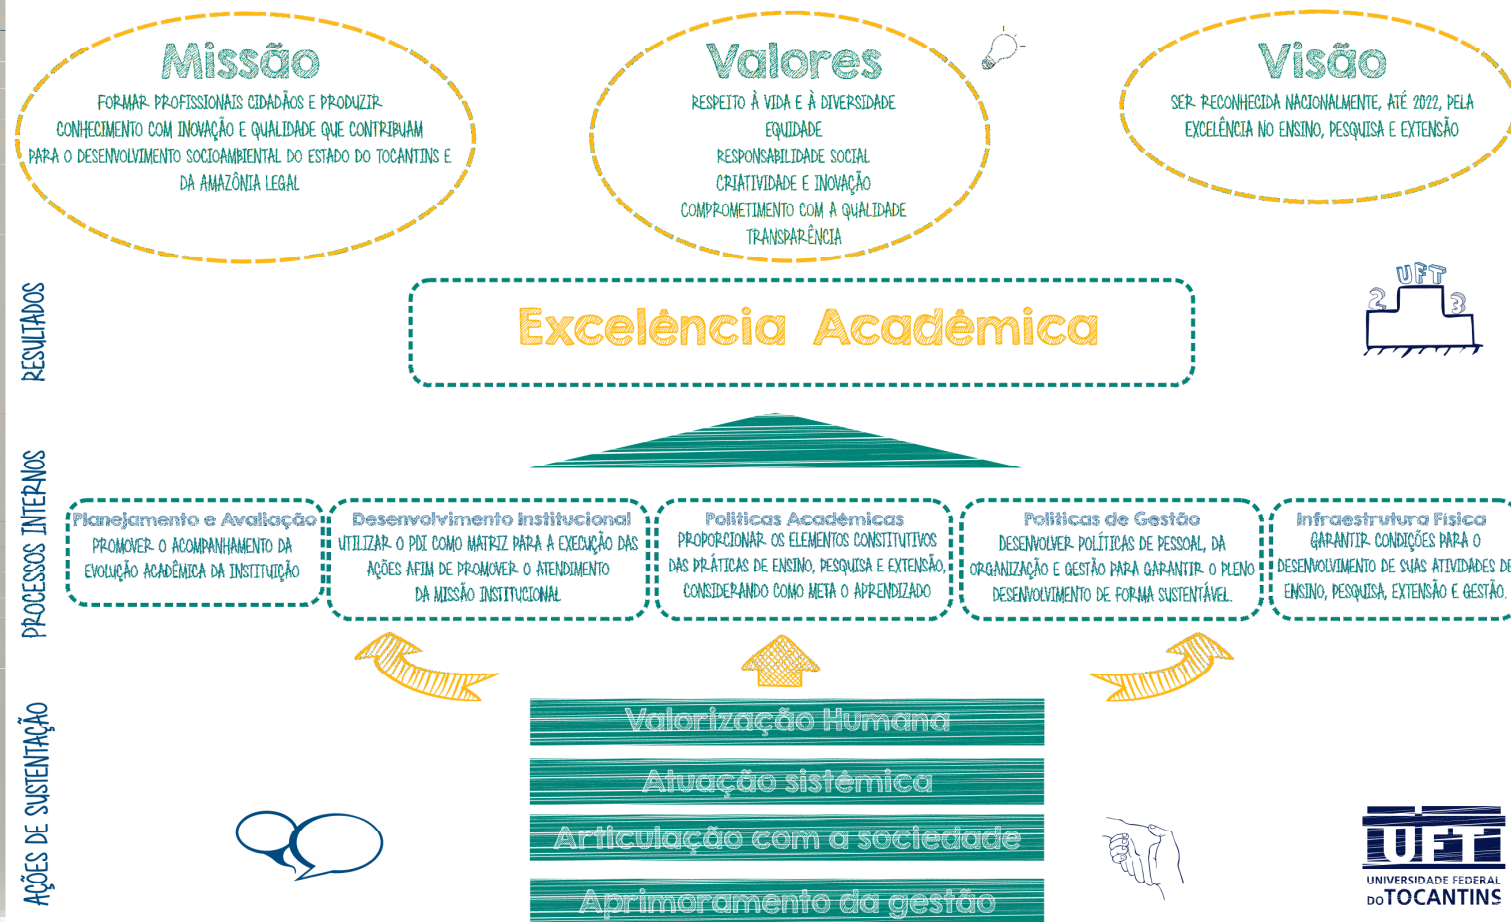 Missão
FORMAR PROFISSIONAIS CIDADÃOS E PRODUZIR
CONHECIMENTO COM INOVAÇÃO E QUALIDADE QUE CONTRIBUAM
PARA O DESENVOLVIMENTO SOCIOAMBIENTAL DO ESTADO DO TOCANTINS E
DA AMAZÔNIA LEGAL
Valores
RESPEITO À VIDA E À DIVERSIDADE
EQUIDADE
RESPONSABILIDADE SOCIAL
CRIATIVIDADE E INOVAÇÃO
COMPROMETIMENTO COM A QUALIDADE
TRANSPARÊNCIA
Visão
SER RECONHECIDA NACIONALMENTE, ATÉ 2022, PELA
EXCELÊNCIA NO ENSINO, PESQUISA E EXTENSÃO
RESULTADOS
Excelência Acadêmica
UFT
2
3
PROCESSOS INTERNOS
Planejamento e Avaliação
PROMOVER O ACOMPANHAMENTO DA
EVOLUÇÃO ACADÊMICA DA INSTITUIÇÃO
Desenvolvimento Institucional
UTILIZAR O PDI COMO MATRIZ PARA A EXECUÇÃO DAS
AÇÕES AFIM DE PROMOVER O ATENDIMENTO
DA MISSÃO INSTITUCIONAL
Políticas Acadêmicas
PROPORCIONAR OS ELEMENTOS CONSTITUTIVOS
DAS PRÁTICAS DE ENSINO, PESQUISA E EXTENSÃO,
CONSIDERANDO COMO META O APRENDIZADO
Políticas de Gestão
DESENVOLVER POLÍTICAS DE PESSOAL, DA
ORGANIZAÇÃO E GESTÃO PARA GARANTIR O PLENO
DESENVOLVIMENTO DE FORMA SUSTENTÁVEL.
Infraestrutura Física
GARANTIR CONDIÇÕES PARA O
DESENVOLVIMENTO DE SUAS ATIVIDADES DE
ENSINO, PESQUISA, EXTENSÃO E GESTÃO.
AÇÕES DE SUSTENTAÇÃO
Valorização Humana
Atuação sistêmica
Articulação com a sociedade
Aprimoramento da gestão
UFT
UNIVERSIDADE FEDERAL
DO TOCANTINS